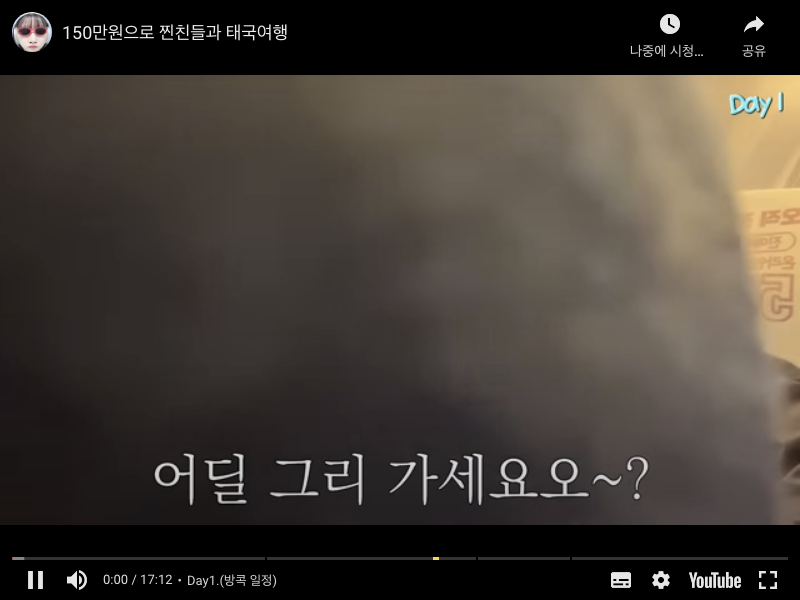 150만원으로 찐친들과 태국여행
나중에 시청...
공유
Day 1
어딜 그리 가세요오~?
0:00 / 17:12 • Day1.(방콕 일정)
YouTube